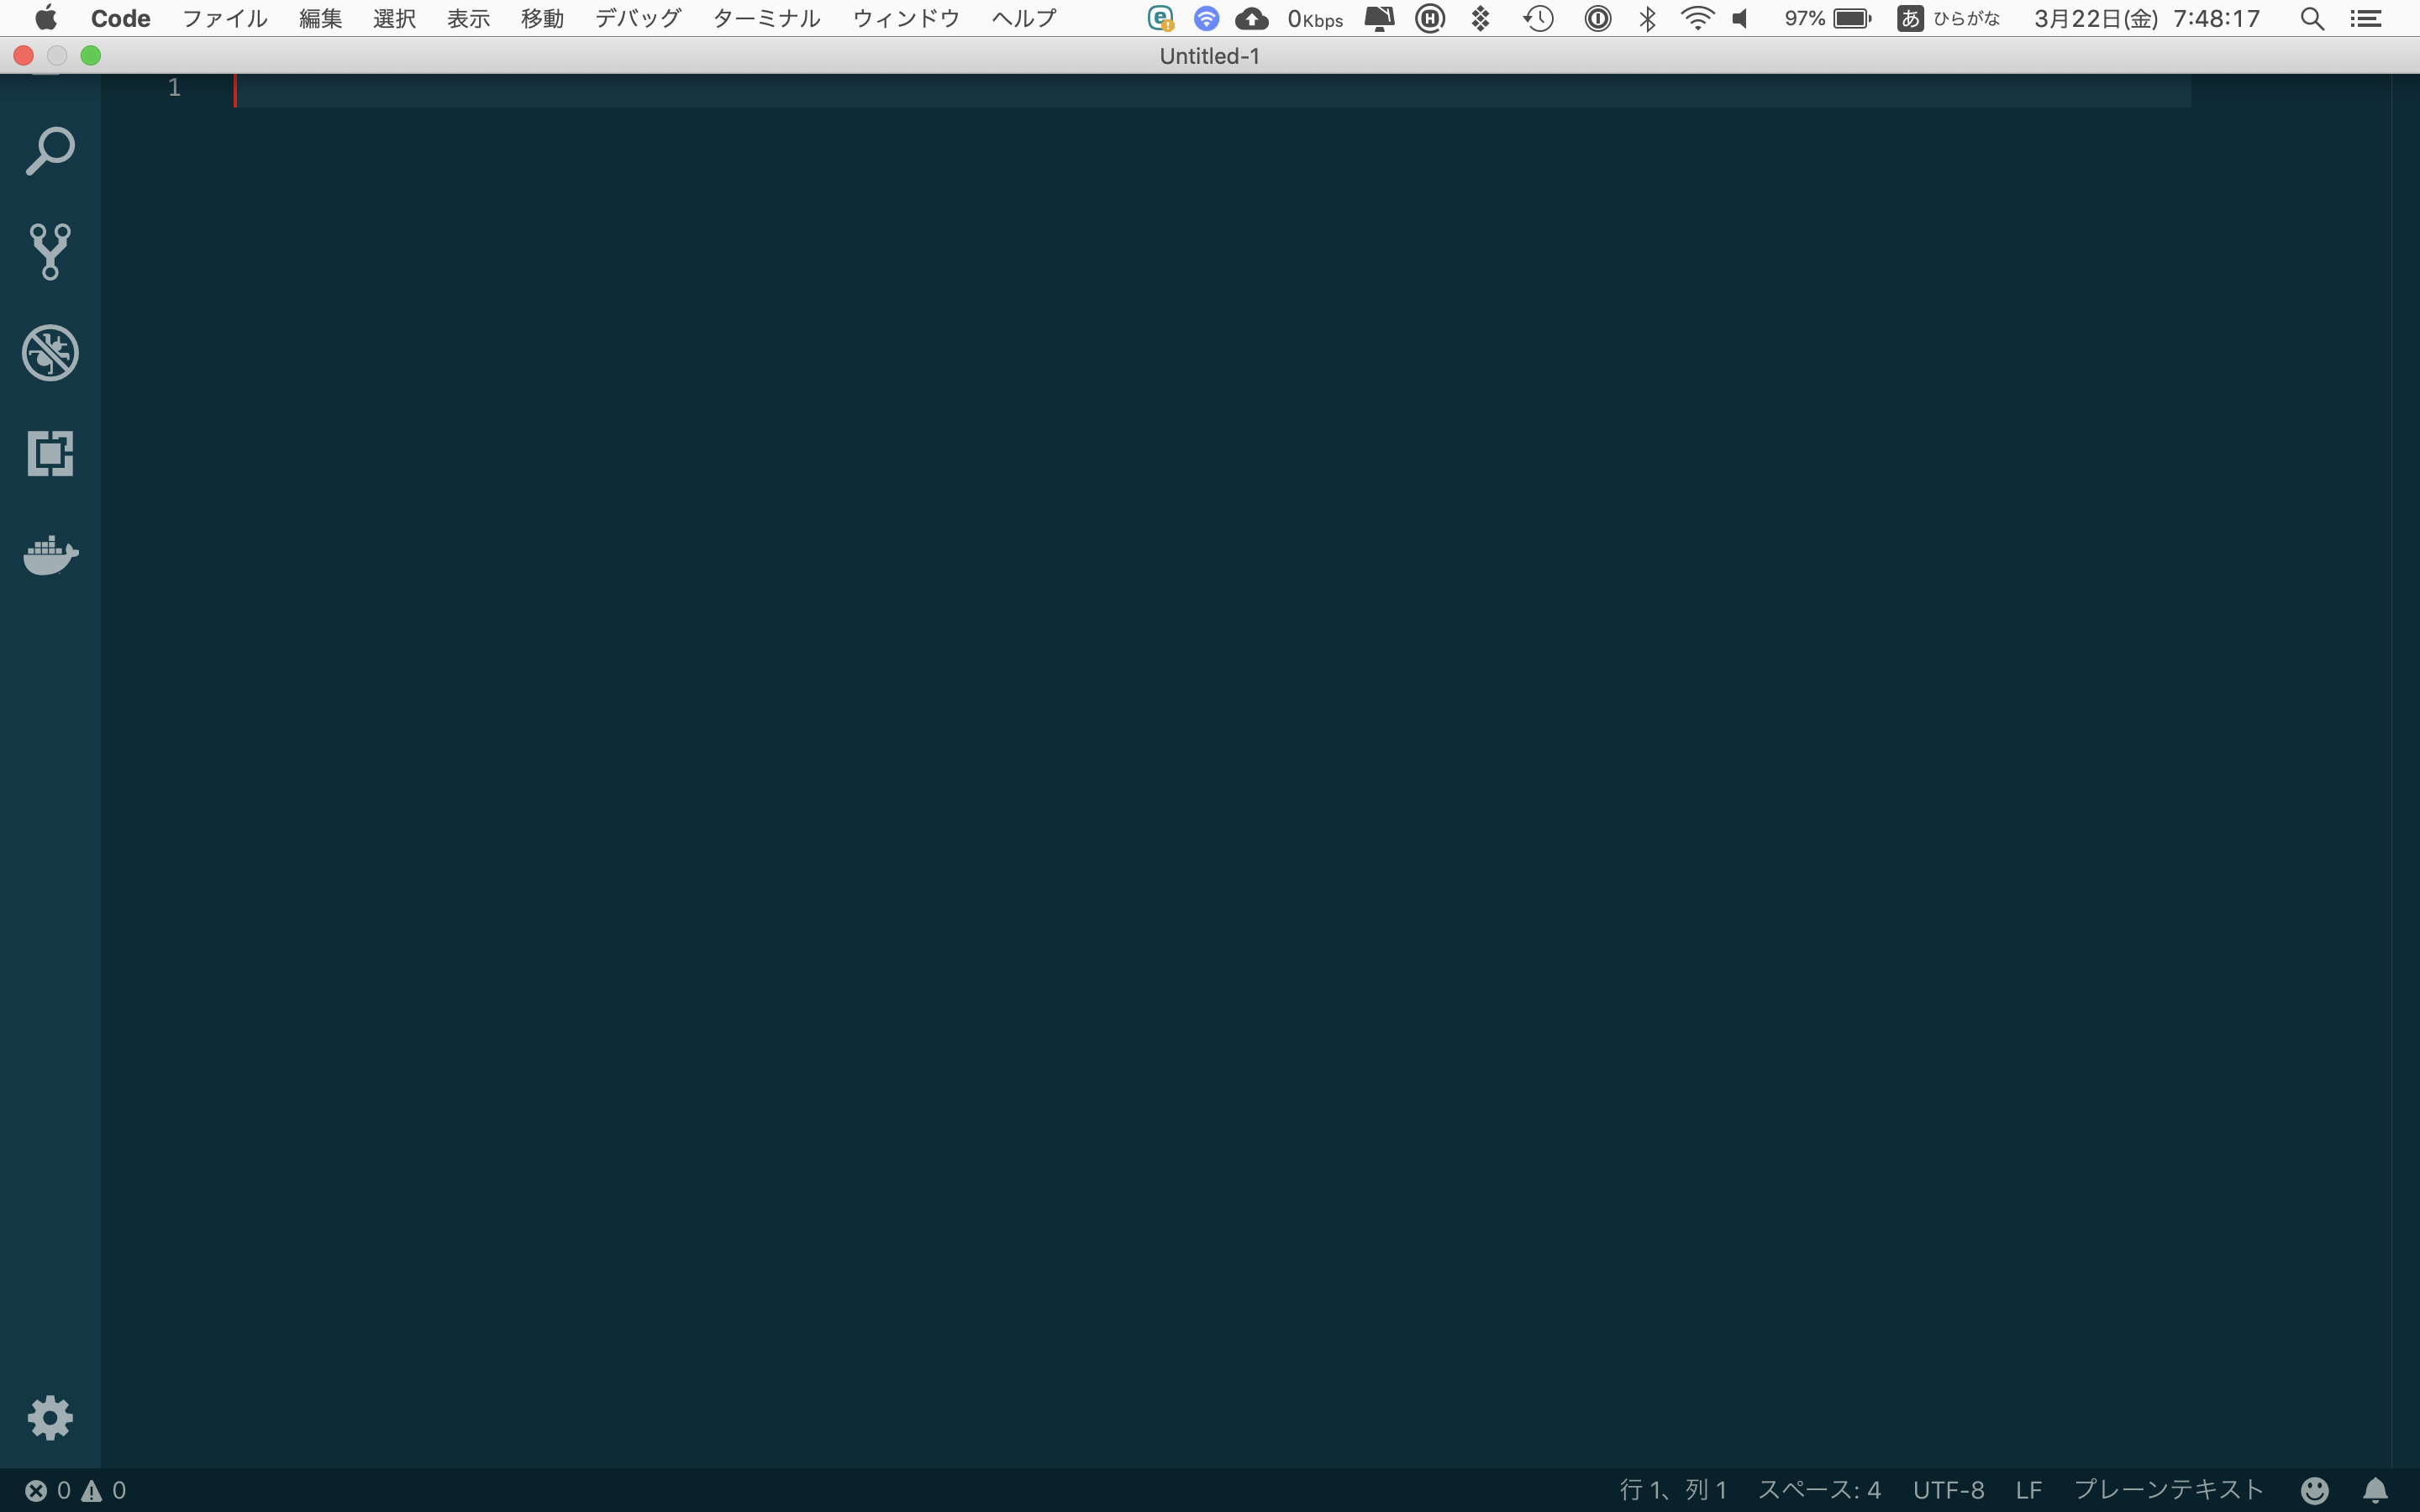 Code ファイル 編集 選択 表示 移動 デバッグ ターミナル ウィンドウ ヘルプ 0Kbps 97% あ ひらがな 3月22日(金) 7:48:17
Untitled-1
1
0 0 行 1、列 1 スペース: 4 UTF-8 LF プレーンテキスト